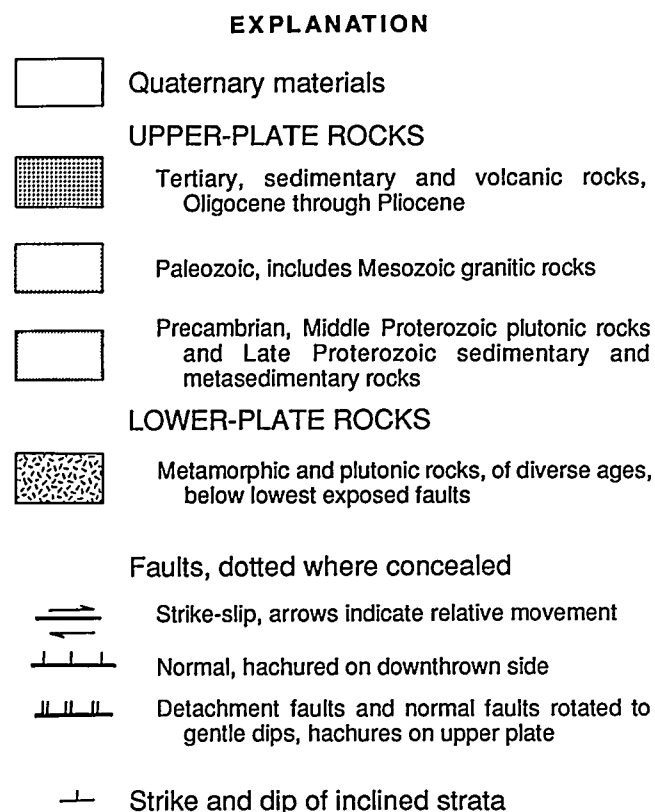 EXPLANATION
Quaternary materials
UPPER-PLATE ROCKS
Tertiary, sedimentary and volcanic rocks,
Oligocene through Pliocene
Paleozoic, includes Mesozoic granitic rocks
Precambrian, Middle Proterozoic plutonic rocks
and Late Proterozoic sedimentary and
metasedimentary rocks
LOWER-PLATE ROCKS
Metamorphic and plutonic rocks, of diverse ages,
below lowest exposed faults
Faults, dotted where concealed
Strike-slip, arrows indicate relative movement
Normal, hachured on downthrown side
Detachment faults and normal faults rotated to
gentle dips, hachures on upper plate
Strike and dip of inclined strata